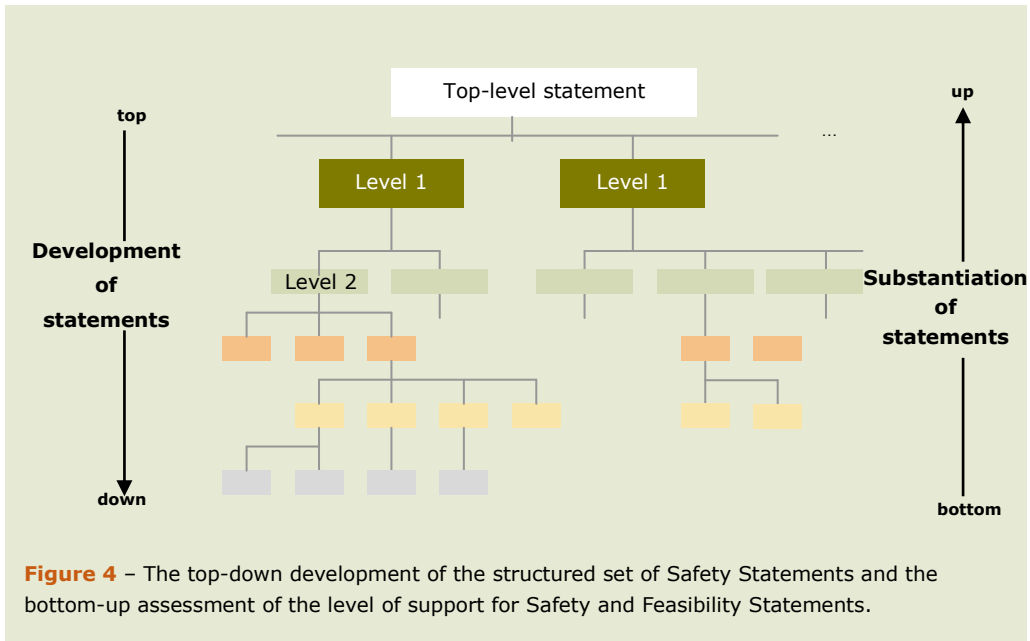 Top-level statement
top
up
...
Level 1
Level 1
Development
of
statements
Level 2
Substantiation
of
statements
down
bottom
Figure 4 – The top-down development of the structured set of Safety Statements and the
bottom-up assessment of the level of support for Safety and Feasibility Statements.